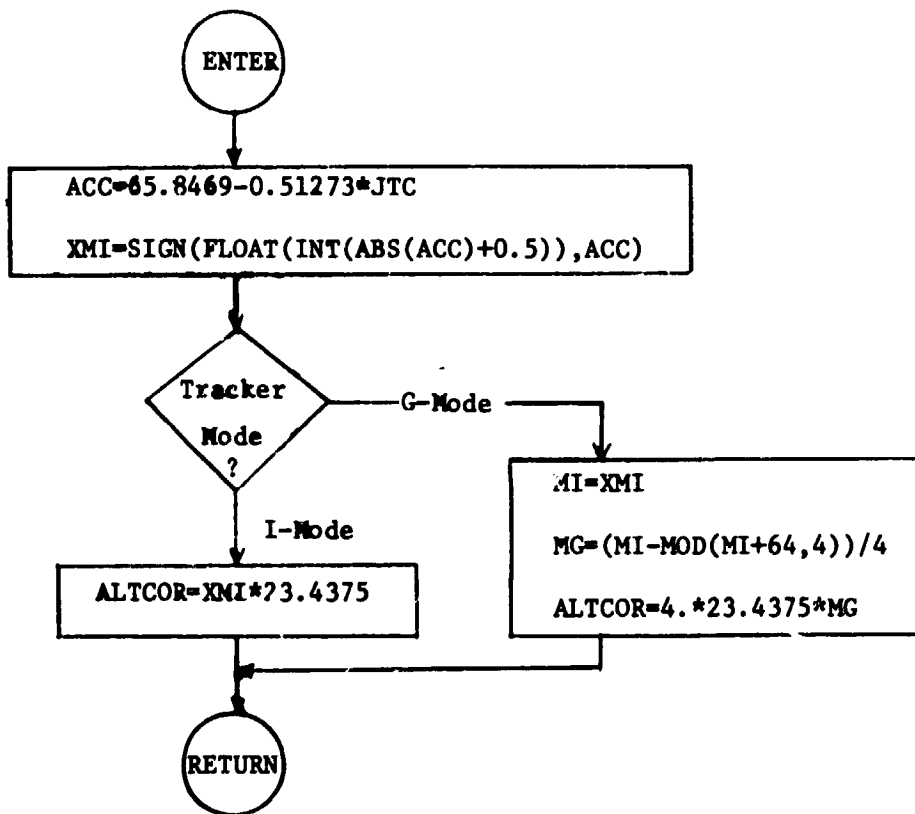 ENTER
ACC=65.8469-0.51273*JTC
XMI=SIGN(FLOAT(INT(ABS(ACC)+0.5)),ACC)
Tracker
Mode
?
G-Mode
I-Mode
MI=XMI
MG=(MI-MOD(MI+64,4))/4
ALTCOR=4.*23.4375*MG
ALTCOR=XMI*23.4375
RETURN